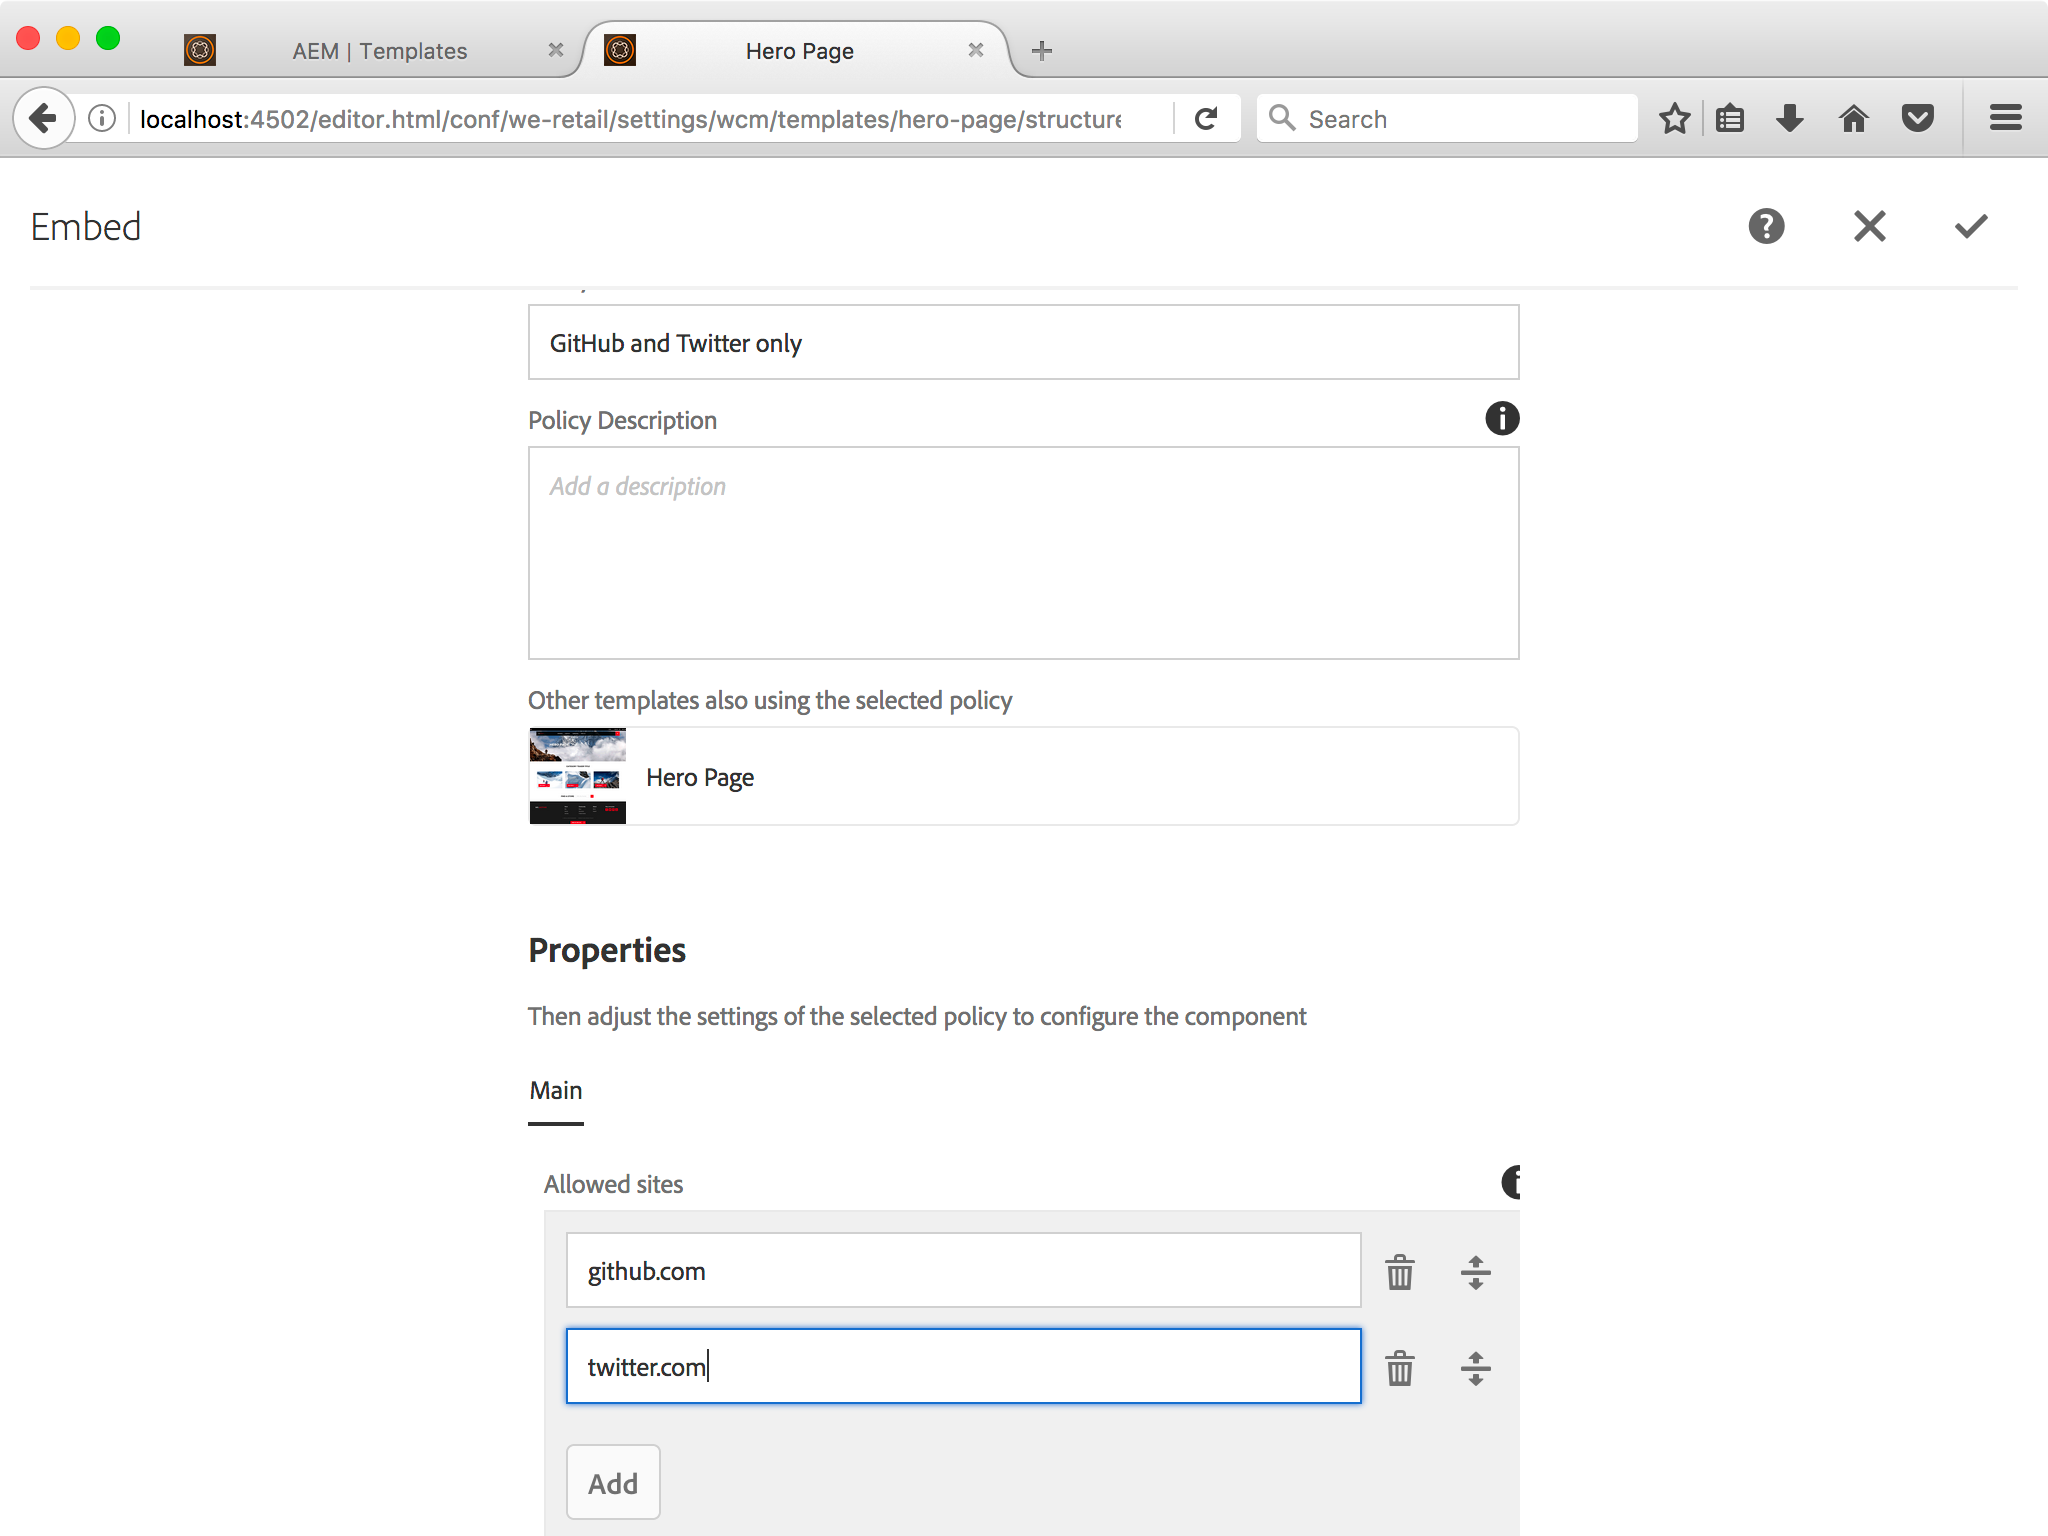 AEM | Templates
Hero Page
localhost:4502/editor.html/conf/we-retail/settings/wcm/templates/hero-page/structure
Search
Embed
GitHub and Twitter only
Policy Description
Add a description
Other templates also using the selected policy
Hero Page
Properties
Then adjust the settings of the selected policy to configure the component
Main
Allowed sites
github.com
twitter.com
Add